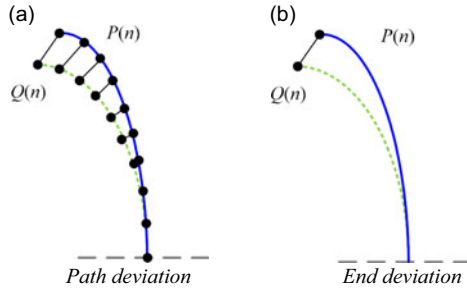 (a)
P(n)
Q(n)
Path deviation
(b)
P(n)
Q(n)
End deviation